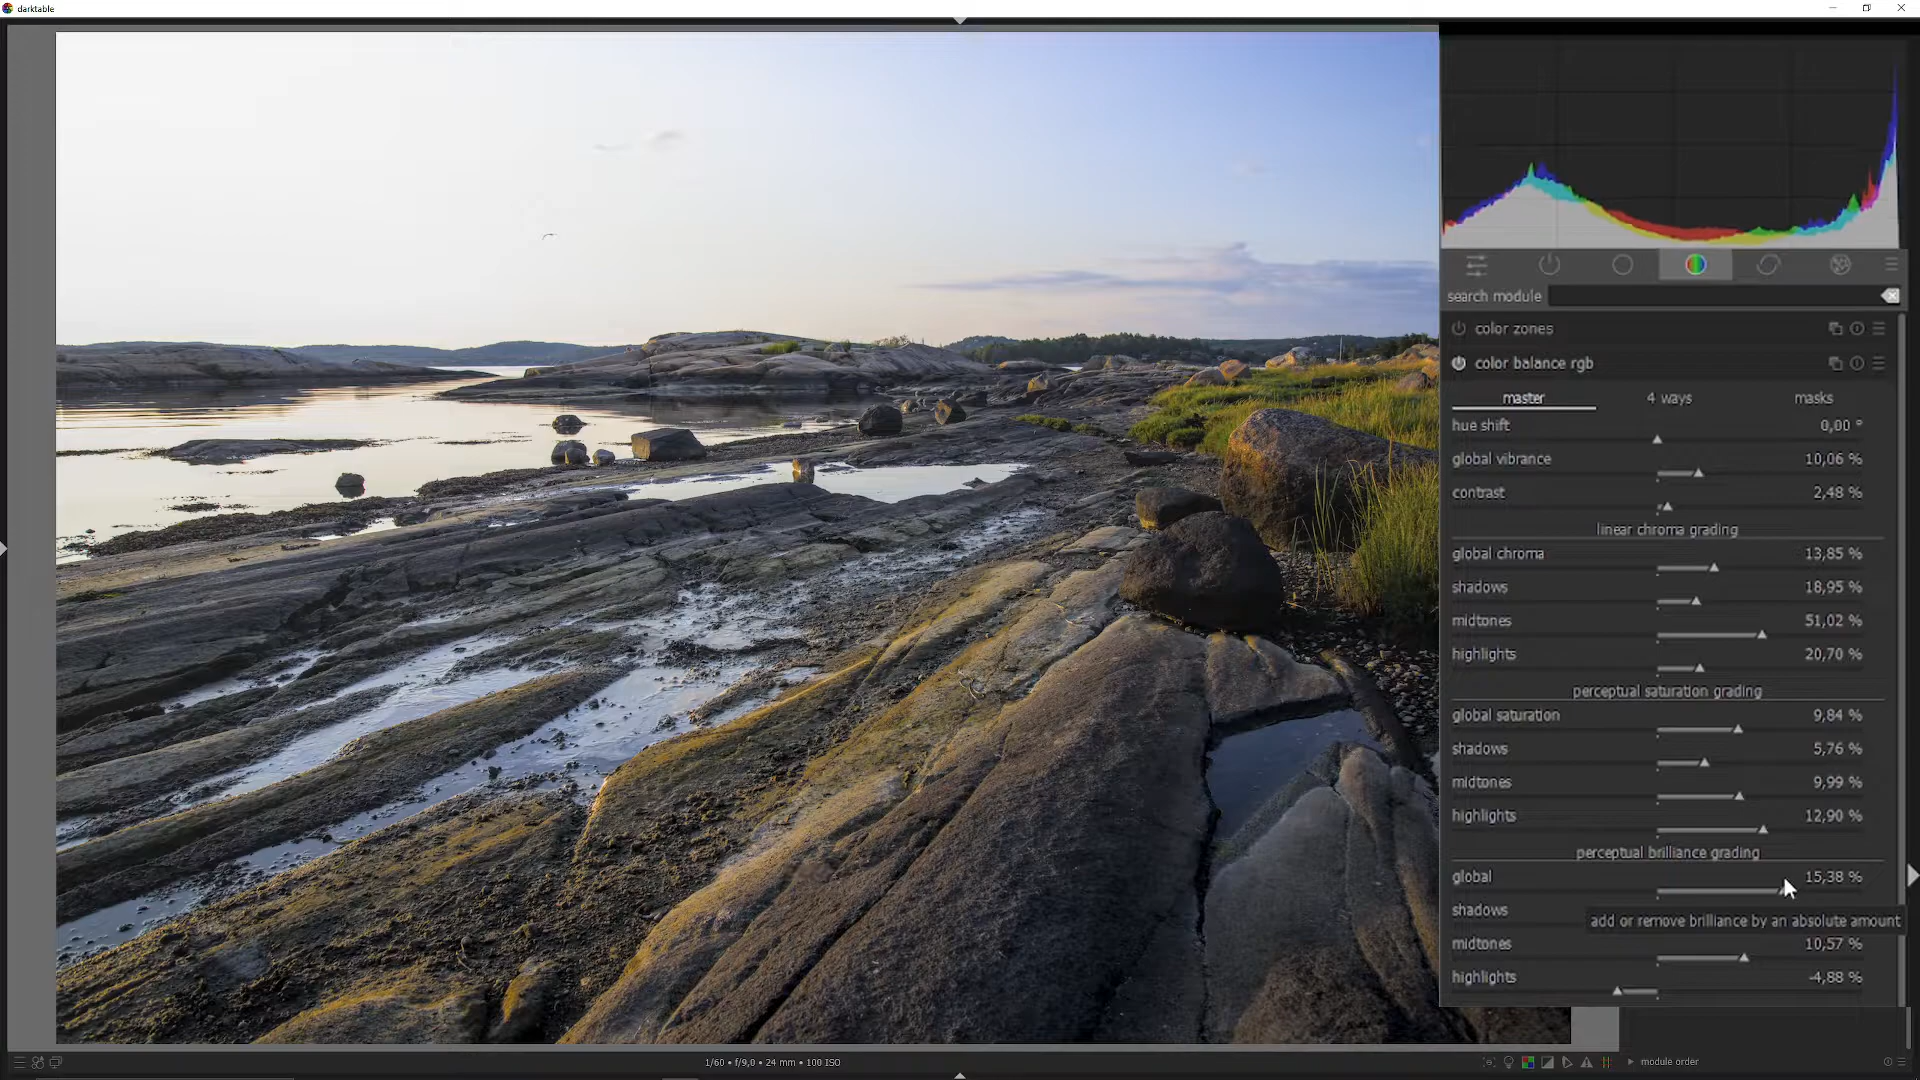 darktable
search module
color zones
color balance rgb
master 4 ways masks
hue shift 0,00 °
global vibrance 10,06 %
contrast 2,48 %
linear chroma grading
global chroma 13,85 %
shadows 18,95 %
midtones 51,02 %
highlights 20,70 %
perceptual saturation grading
global saturation 9,84 %
shadows 5,76 %
midtones 9,99 %
highlights 12,90 %
perceptual brilliance grading
global 15,38 %
shadows
add or remove brilliance by an absolute amount
midtones 10,57 %
highlights -4,88 %
1/60 • f/9,0 • 24 mm • 100 ISO
module order